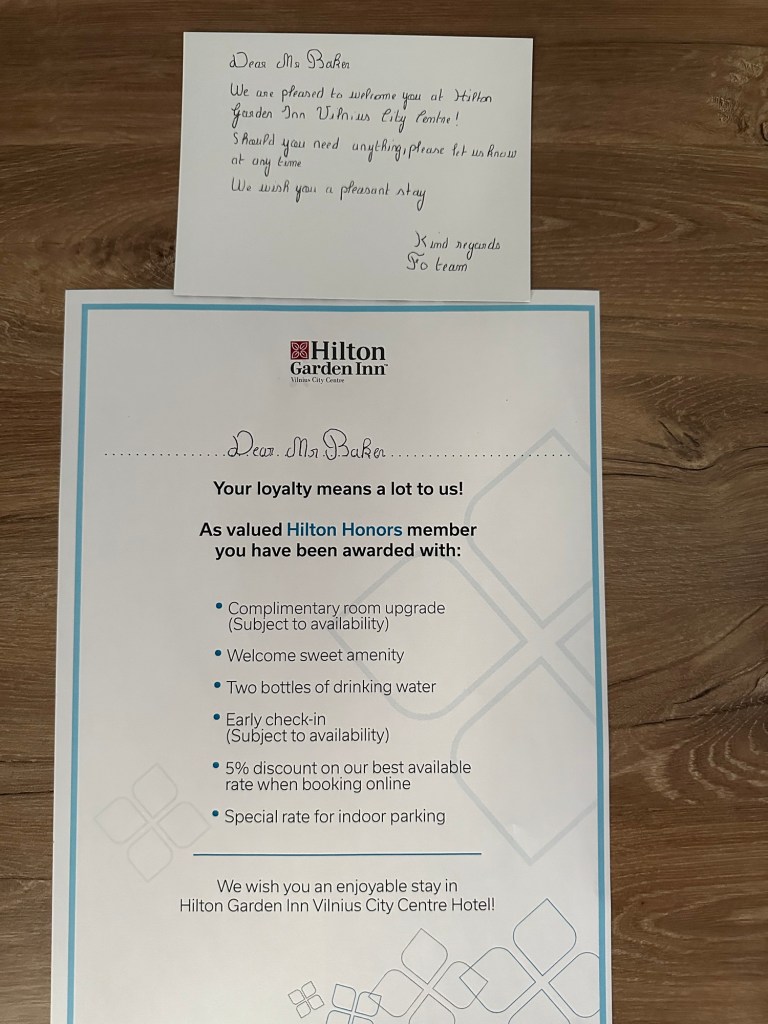 Dear Mr Baker
We are pleased to welcome you at Hilton
Garden Inn Vilnius City Centre!
Should you need anything, please let us know
at any time
We wish you a pleasant stay
Kind regards
Fo team
Hilton
Garden Inn™
Vilnius City Center
Dear Mr Baker
Your loyalty means a lot to us!
As valued Hilton Honors member
you have been awarded with:
• Complimentary room upgrade
(Subject to availability)
• Welcome sweet amenity
• Two bottles of drinking water
• Early check-in
(Subject to availability)
• 5% discount on our best available
rate when booking online
• Special rate for indoor parking
We wish you an enjoyable stay in
Hilton Garden Inn Vilnius City Centre Hotel!